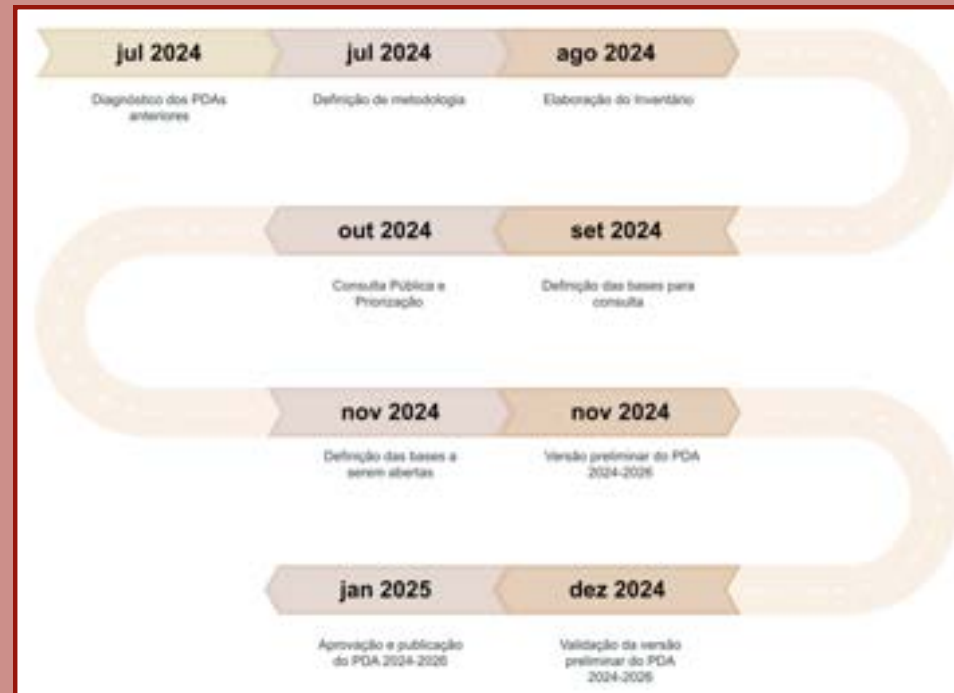 jul 2024
Diagnóstico dos PDAs
anteriores
jul 2024
Definição de metodologia
ago 2024
Elaboração do Inventário
set 2024
Definição das bases para
consulta
out 2024
Consulta Pública e
Priorização
nov 2024
Definição das bases a
serem abertas
nov 2024
Versão preliminar do PDA
2024-2026
dez 2024
Validação da versão
preliminar do PDA
2024-2026
jan 2025
Aprovação e publicação
do PDA 2024-2026